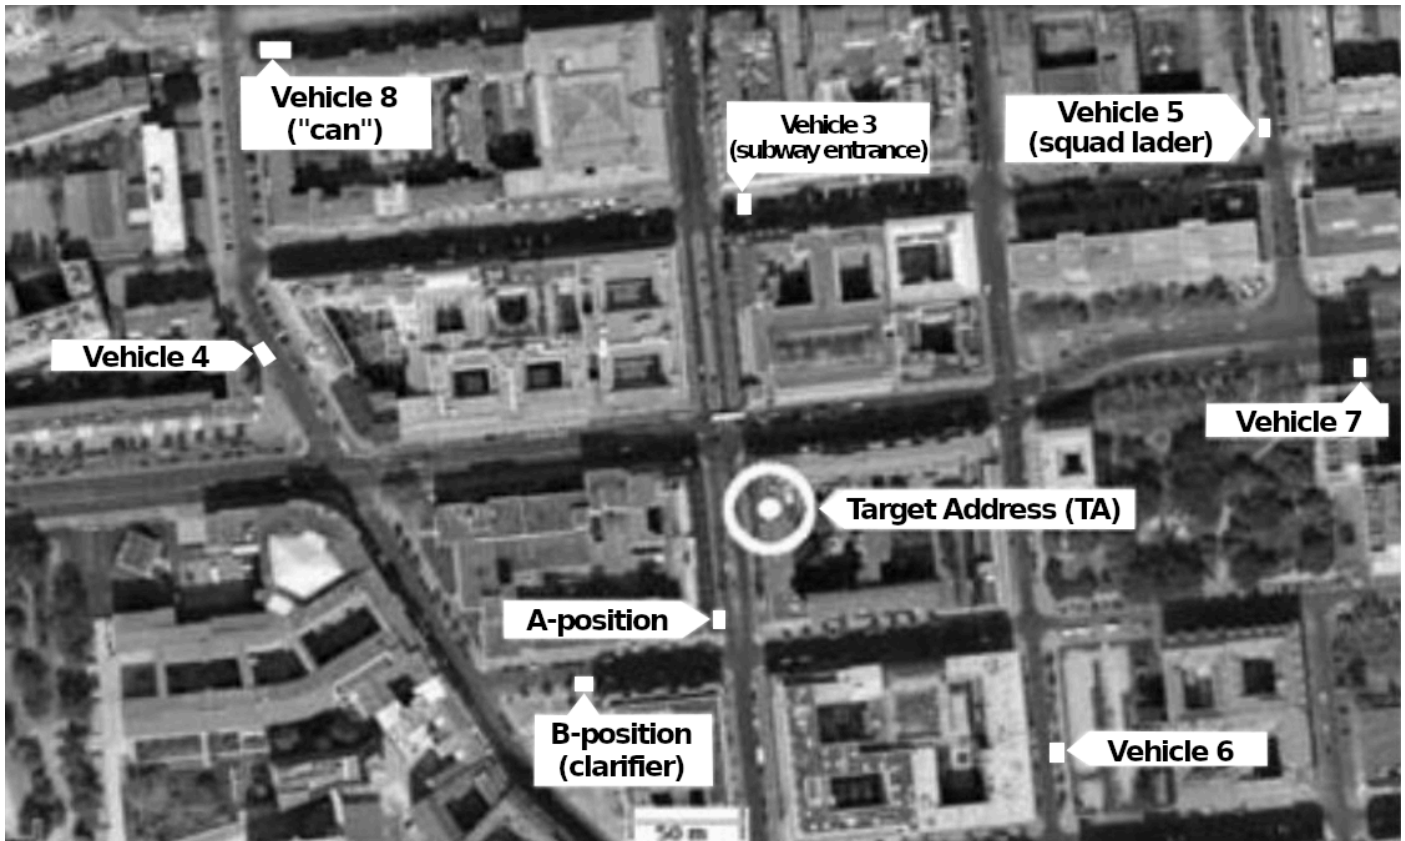 Vehicle 8
("can")
Vehicle 3
(subway entrance)
Vehicle 5
(squad lader)
Vehicle 4
Vehicle 7
Target Address (TA)
A-position
B-position
(clarifier)
Vehicle 6
50 m